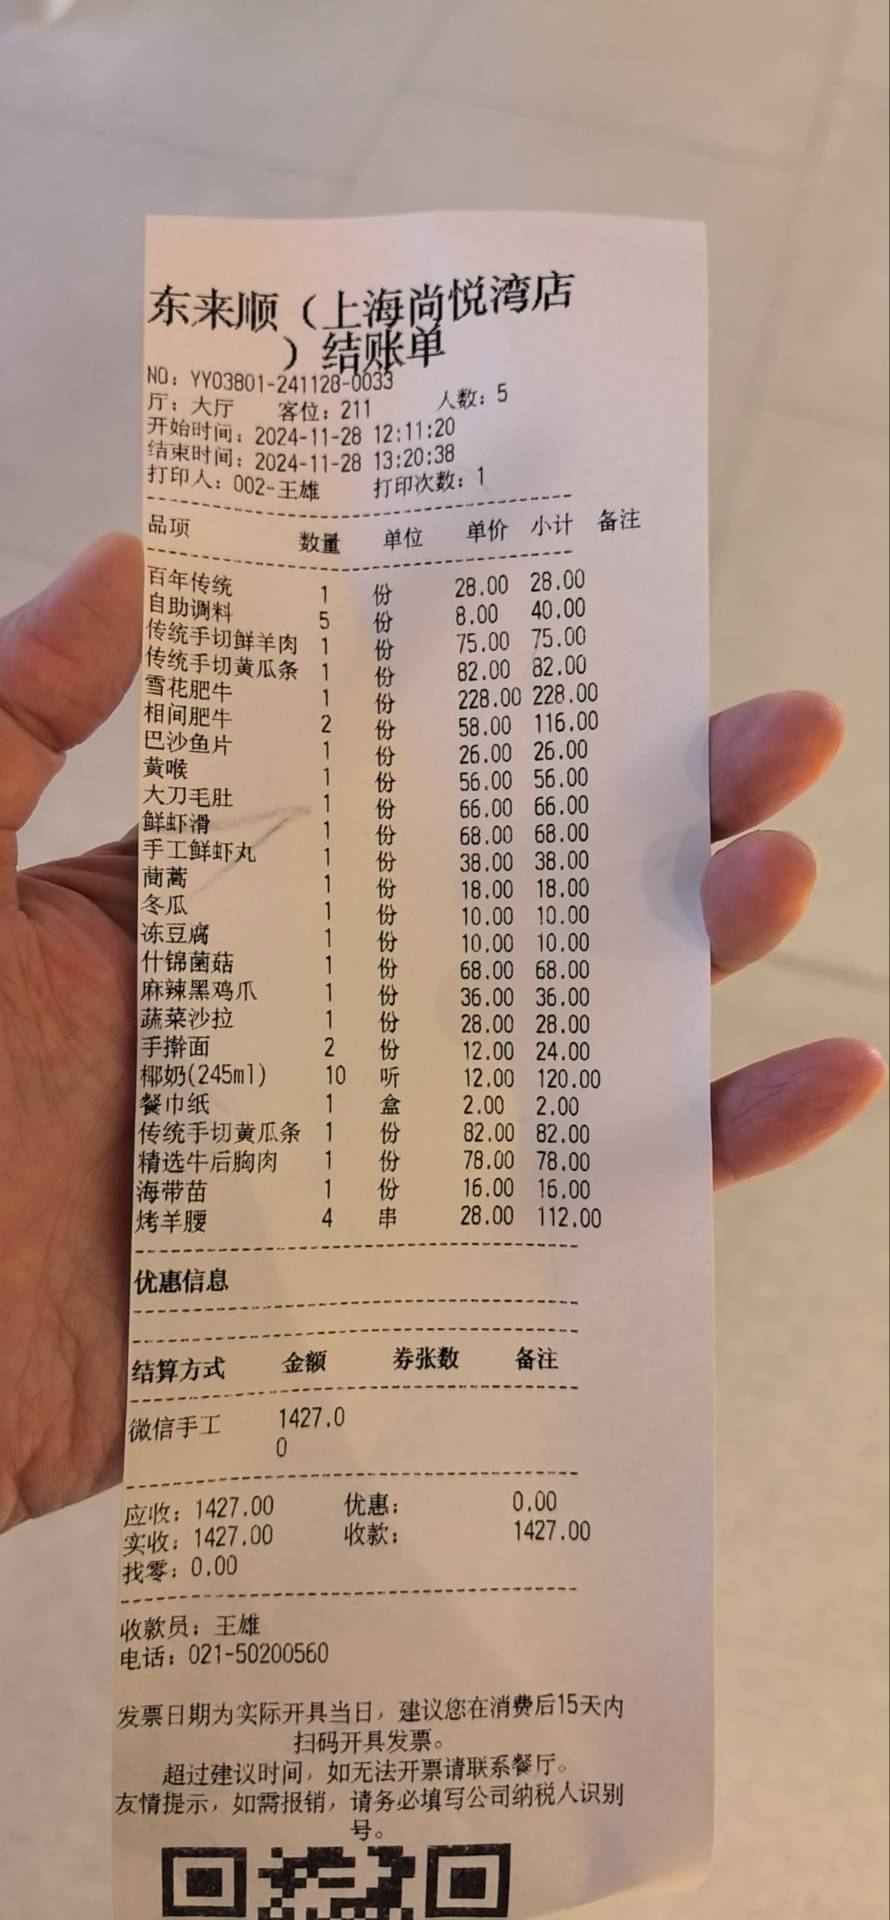 东来顺（上海尚悦湾店
）结账单
NO：YY03801-241128-0033
厅：大厅 客位：211 人数：5
开始时间：2024-11-28 12:11:20
结束时间：2024-11-28 13:20:38
打印人：002-王雄 打印次数：1
品项 数量 单位 单价 小计 备注
百年传统 1 份 28.00 28.00
自助调料 5 份 8.00 40.00
传统手切鲜羊肉 1 份 75.00 75.00
传统手切黄瓜条 1 份 82.00 82.00
雪花肥牛 1 份 228.00 228.00
相间肥牛 2 份 58.00 116.00
巴沙鱼片 1 份 26.00 26.00
黄喉 1 份 56.00 56.00
大刀毛肚 1 份 66.00 66.00
鲜虾滑 1 份 68.00 68.00
手工鲜虾丸 1 份 38.00 38.00
茼蒿 1 份 18.00 18.00
冬瓜 1 份 10.00 10.00
冻豆腐 1 份 10.00 10.00
什锦菌菇 1 份 68.00 68.00
麻辣黑鸡爪 1 份 36.00 36.00
蔬菜沙拉 1 份 28.00 28.00
手擀面 2 份 12.00 24.00
椰奶(245ml) 10 听 12.00 120.00
餐巾纸 1 盒 2.00 2.00
传统手切黄瓜条 1 份 82.00 82.00
精选牛后胸肉 1 份 78.00 78.00
海带苗 1 份 16.00 16.00
烤羊腰 4 串 28.00 112.00
优惠信息
结算方式 金额 券张数 备注
微信手工 1427.0
0
应收：1427.00 优惠： 0.00
实收：1427.00 收款： 1427.00
找零：0.00
收款员：王雄
电话：021-50200560
发票日期为实际开具当日，建议您在消费后15天内
扫码开具发票。
超过建议时间，如无法开票请联系餐厅。
友情提示，如需报销，请务必填写公司纳税人识别
号。